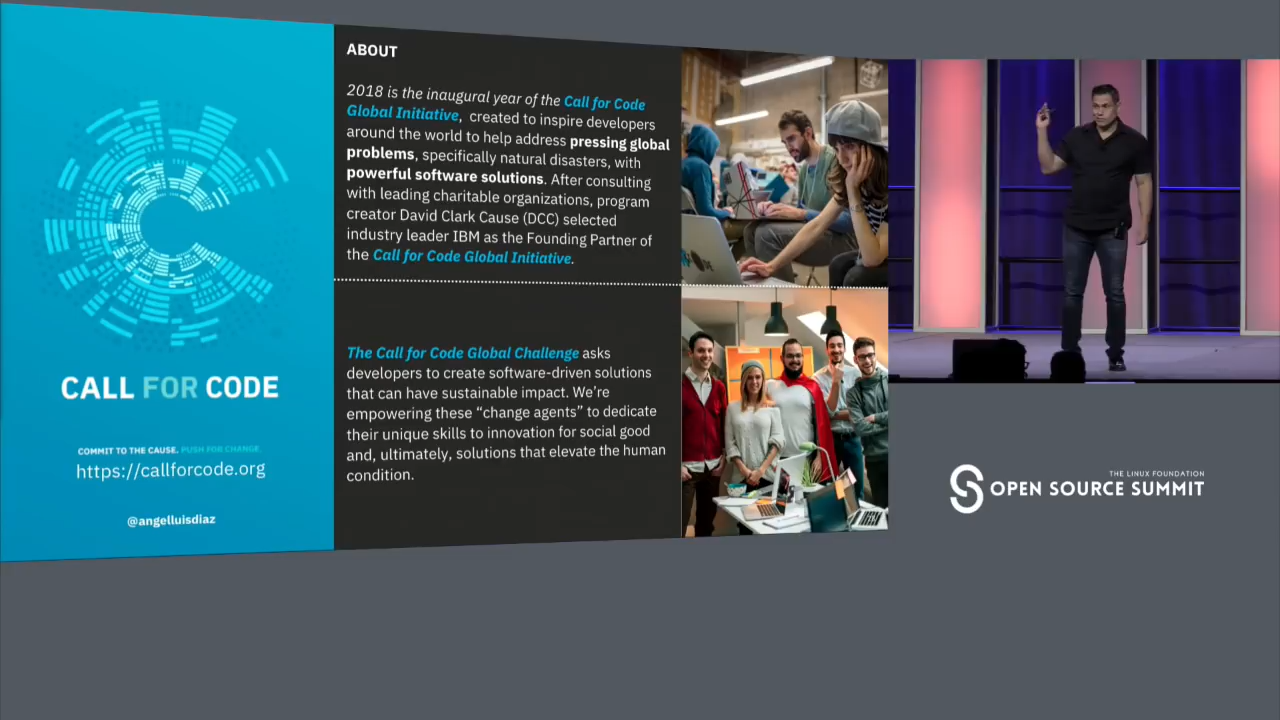 CALL FOR CODE
COMMIT TO THE CAUSE. PUSH FOR CHANGE.
https://callforcode.org
@angelluisdiaz
ABOUT
2018 is the inaugural year of the Call for Code
Global Initiative, created to inspire developers
around the world to help address pressing global
problems, specifically natural disasters, with
powerful software solutions. After consulting
with leading charitable organizations, program
creator David Clark Cause (DCC) selected
industry leader IBM as the Founding Partner of
the Call for Code Global Initiative.
The Call for Code Global Challenge asks
developers to create software-driven solutions
that can have sustainable impact. We’re
empowering these “change agents” to dedicate
their unique skills to innovation for social good
and, ultimately, solutions that elevate the human
condition.
THE LINUX FOUNDATION
OPEN SOURCE SUMMIT